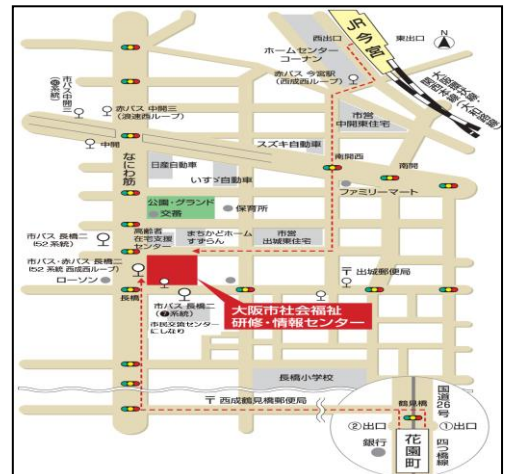 西出口
JR今宮
東出口
N
ホームセンター
コーナン
赤バス 今宮駅
(西成西ループ)
大阪環状線・
関西本線(大和路線)
市バス中開三
赤バス 中開三
(浪速西ループ)
市営
中開東住宅
中開
なにわ筋
スズキ自動車
日産自動車
いすゞ自動車
南開西
南開
ファミリーマート
公園・グランド
交番
保育所
市バス 長橋二
(52系統)
高齢者
在宅支援
センター
まちかどホーム
すずらん
市営
出城東住宅
市バス・赤バス 長橋二
(52系統 西成西ループ)
ローソン
〒出城郵便局
長橋
市バス 長橋二
(❼系統)
市民交流センター
にしなり
大阪市社会福祉
研修・情報センター
長橋小学校
〒西成鶴見橋郵便局
鶴見橋
国道26号
②出口
①出口
銀行
花園町
四つ橋線